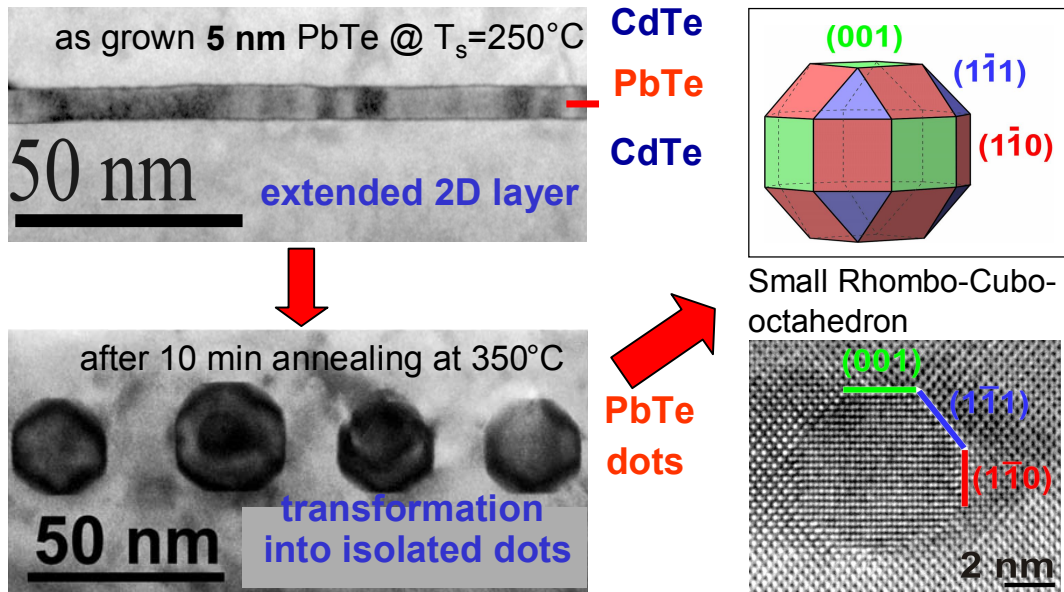 as grown 5 nm PbTe @ Tₛ=250°C
50 nm
extended 2D layer
CdTe
PbTe
CdTe
(001)
(11̅1)
(11̅0)
Small Rhombo-Cubo-
octahedron
after 10 min annealing at 350°C
50 nm
transformation
into isolated dots
PbTe
dots
(001)
(11̅1)
(11̅0)
2 nm